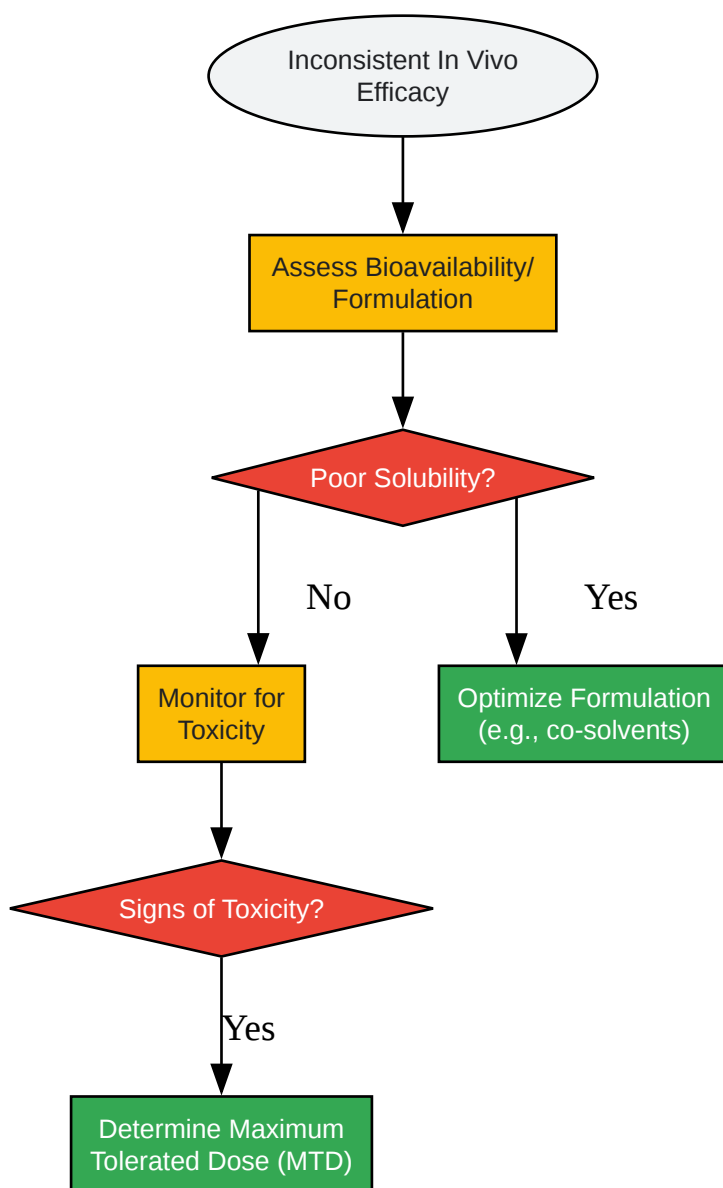 Inconsistent In Vivo
Efficacy
Assess Bioavailability/
Formulation
Poor Solubility?
No
Yes
Monitor for
Toxicity
Optimize Formulation
(e.g., co-solvents)
Signs of Toxicity?
Yes
Determine Maximum
Tolerated Dose (MTD)